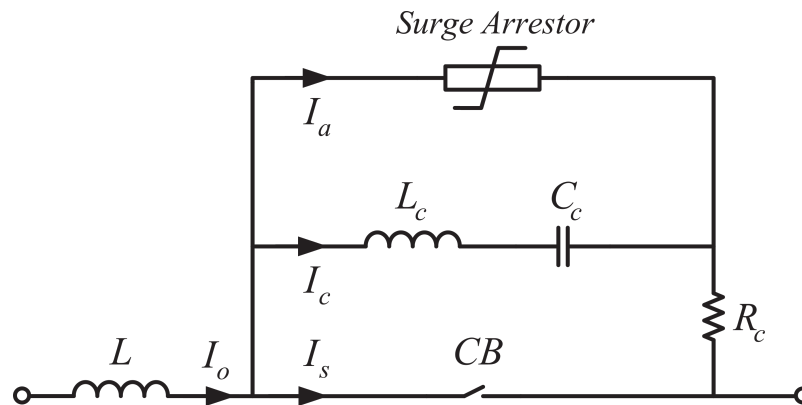 Surge Arrestor
I_a
L_c C_c
I_c
R_c
L I_o I_s CB